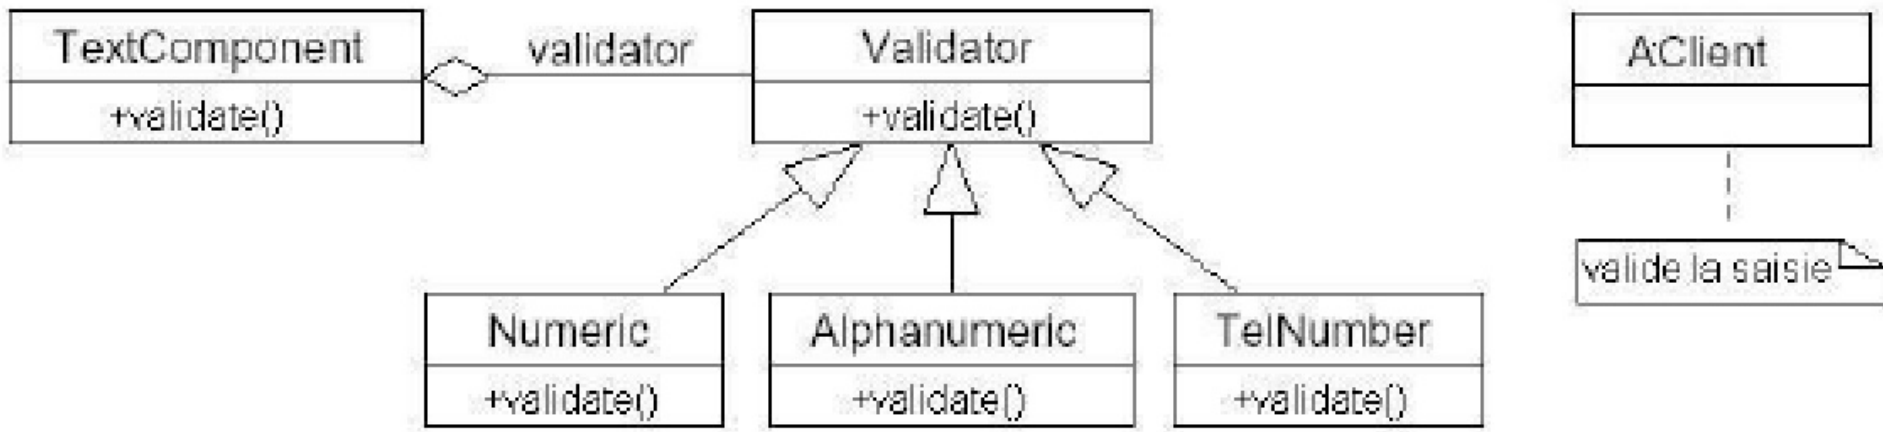 TextComponent
+validate()
validator
Validator
+validate()
AClient
valide la saisie
Numeric
+validate()
Alphanumeric
+validate()
TelNumber
+validate()